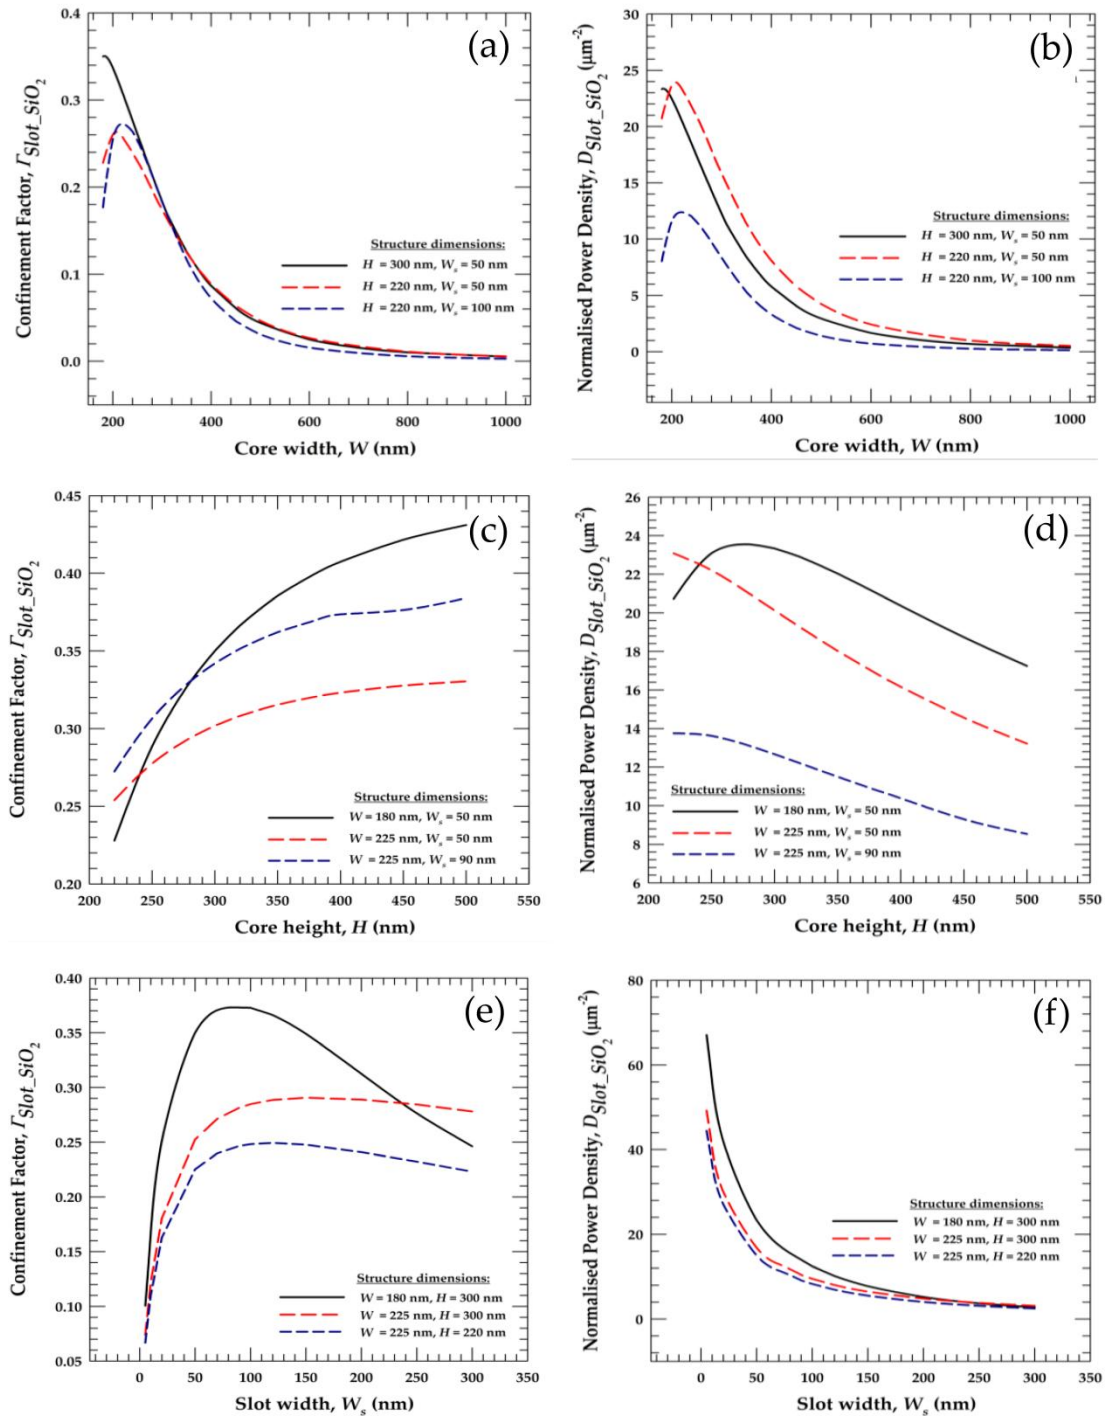 (a)
Confinement Factor, Γ_Slot_SiO₂
0.4
0.3
0.2
0.1
0.0
Structure dimensions:
H = 300 nm, Wₛ = 50 nm
H = 220 nm, Wₛ = 50 nm
H = 220 nm, Wₛ = 100 nm
200 400 600 800 1000
Core width, W (nm)
(b)
Normalised Power Density, D_Slot_SiO₂ (μm⁻²)
30
25
20
15
10
5
0
Structure dimensions:
H = 300 nm, Wₛ = 50 nm
H = 220 nm, Wₛ = 50 nm
H = 220 nm, Wₛ = 100 nm
200 400 600 800 1000
Core width, W (nm)
(c)
Confinement Factor, Γ_Slot_SiO₂
0.45
0.40
0.35
0.30
0.25
0.20
Structure dimensions:
W = 180 nm, Wₛ = 50 nm
W = 225 nm, Wₛ = 50 nm
W = 225 nm, Wₛ = 90 nm
200 250 300 350 400 450 500 550
Core height, H (nm)
(d)
Normalised Power Density, D_Slot_SiO₂ (μm⁻²)
26
24
22
20
18
16
14
12
10
8
6
Structure dimensions:
W = 180 nm, Wₛ = 50 nm
W = 225 nm, Wₛ = 50 nm
W = 225 nm, Wₛ = 90 nm
200 250 300 350 400 450 500 550
Core height, H (nm)
(e)
Confinement Factor, Γ_Slot_SiO₂
0.40
0.35
0.30
0.25
0.20
0.15
0.10
0.05
Structure dimensions:
W = 180 nm, H = 300 nm
W = 225 nm, H = 300 nm
W = 225 nm, H = 220 nm
0 50 100 150 200 250 300 350
Slot width, Wₛ (nm)
(f)
Normalised Power Density, D_Slot_SiO₂ (μm⁻²)
80
60
40
20
0
Structure dimensions:
W = 180 nm, H = 300 nm
W = 225 nm, H = 300 nm
W = 225 nm, H = 220 nm
0 50 100 150 200 250 300 350
Slot width, Wₛ (nm)